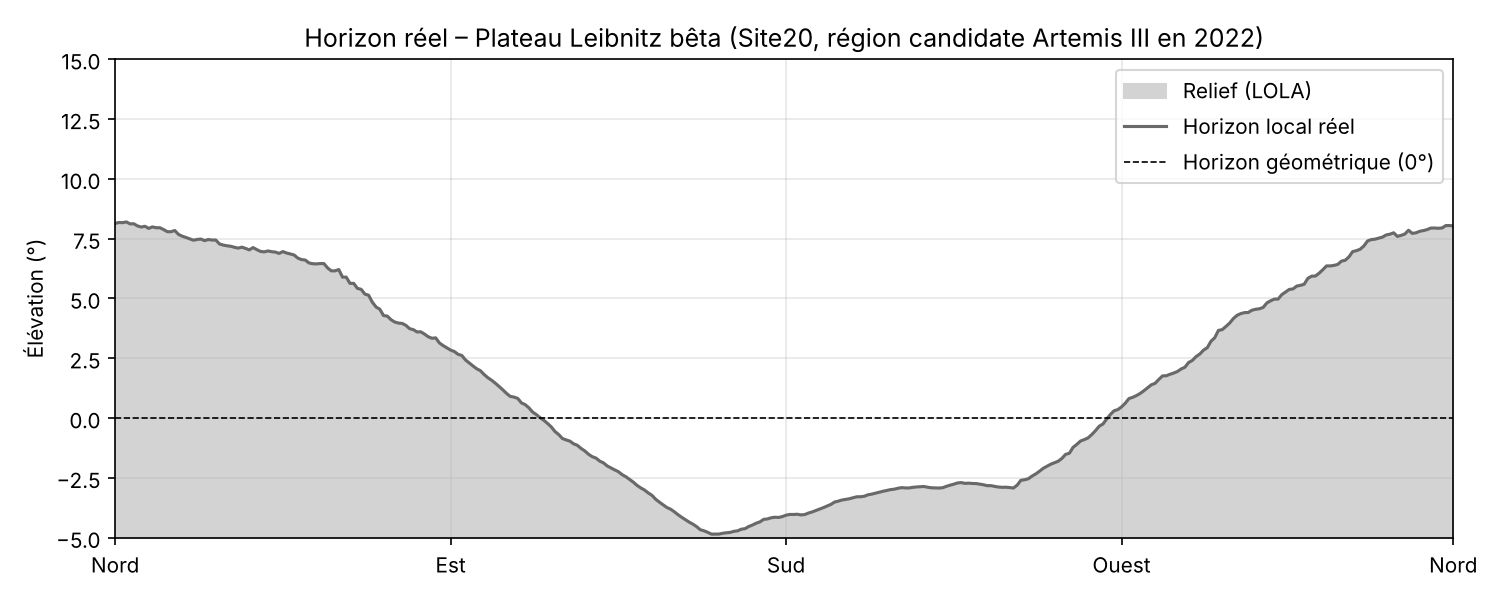 Horizon réel – Plateau Leibnitz bêta (Site20, région candidate Artemis III en 2022)
Relief (LOLA)
Horizon local réel
Horizon géométrique (0°)
Élévation (°)
15.0
12.5
10.0
7.5
5.0
2.5
0.0
−2.5
−5.0
Nord Est Sud Ouest Nord